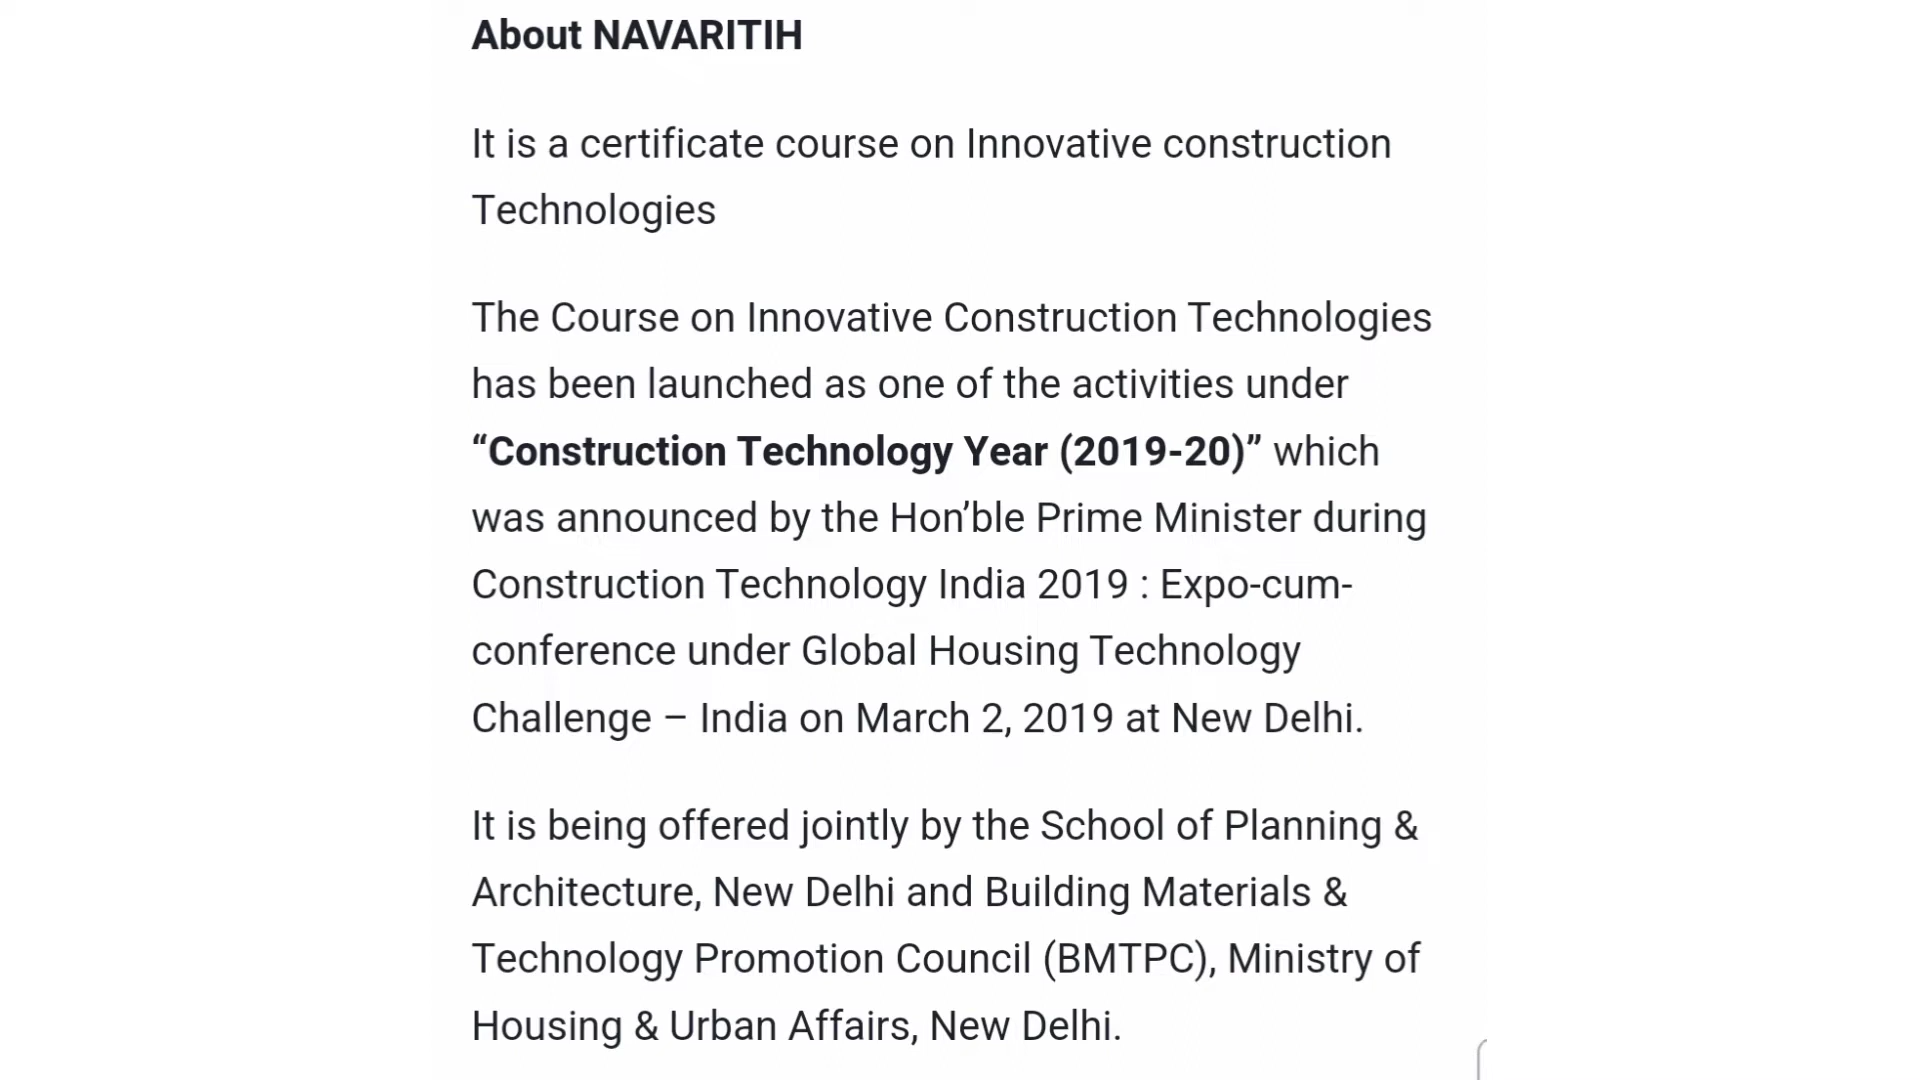 About NAVARITIH
It is a certificate course on Innovative construction
Technologies
The Course on Innovative Construction Technologies
has been launched as one of the activities under
“Construction Technology Year (2019-20)” which
was announced by the Hon’ble Prime Minister during
Construction Technology India 2019 : Expo-cum-
conference under Global Housing Technology
Challenge – India on March 2, 2019 at New Delhi.
It is being offered jointly by the School of Planning &
Architecture, New Delhi and Building Materials &
Technology Promotion Council (BMTPC), Ministry of
Housing & Urban Affairs, New Delhi.